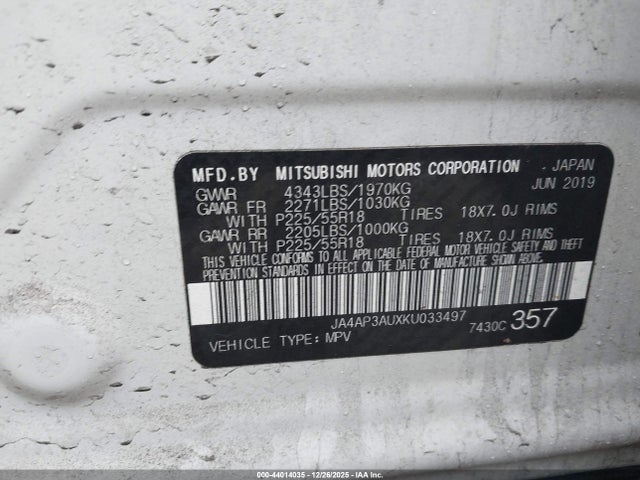 MFD.BY MITSUBISHI MOTORS CORPORATION JAPAN
GVWR 4343LBS/1970KG JUN 2019
GAWR FR 2271LBS/1030KG
WITH P225/55R18 TIRES 18X7.0J RIMS
GAWR RR 2205LBS/1000KG
WITH P225/55R18 TIRES 18X7.0J RIMS
THIS VEHICLE CONFORMS TO ALL APPLICABLE FEDERAL MOTOR VEHICLE SAFETY AND THEFT
PREVENTION STANDARDS IN EFFECT ON THE DATE OF MANUFACTURE SHOWN ABOVE.
JA4AP3AUXKU033497
VEHICLE TYPE: MPV 7430C 357
000-44014035 - 12/26/2025 - IAAI.COM